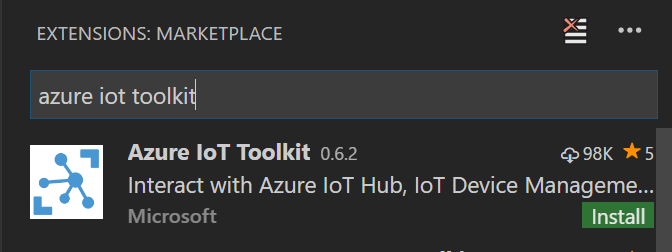 EXTENSIONS: MARKETPLACE
azure iot toolkit
Azure IoT Toolkit 0.6.2 98K 5
Interact with Azure IoT Hub, IoT Device Manageme...
Microsoft Install